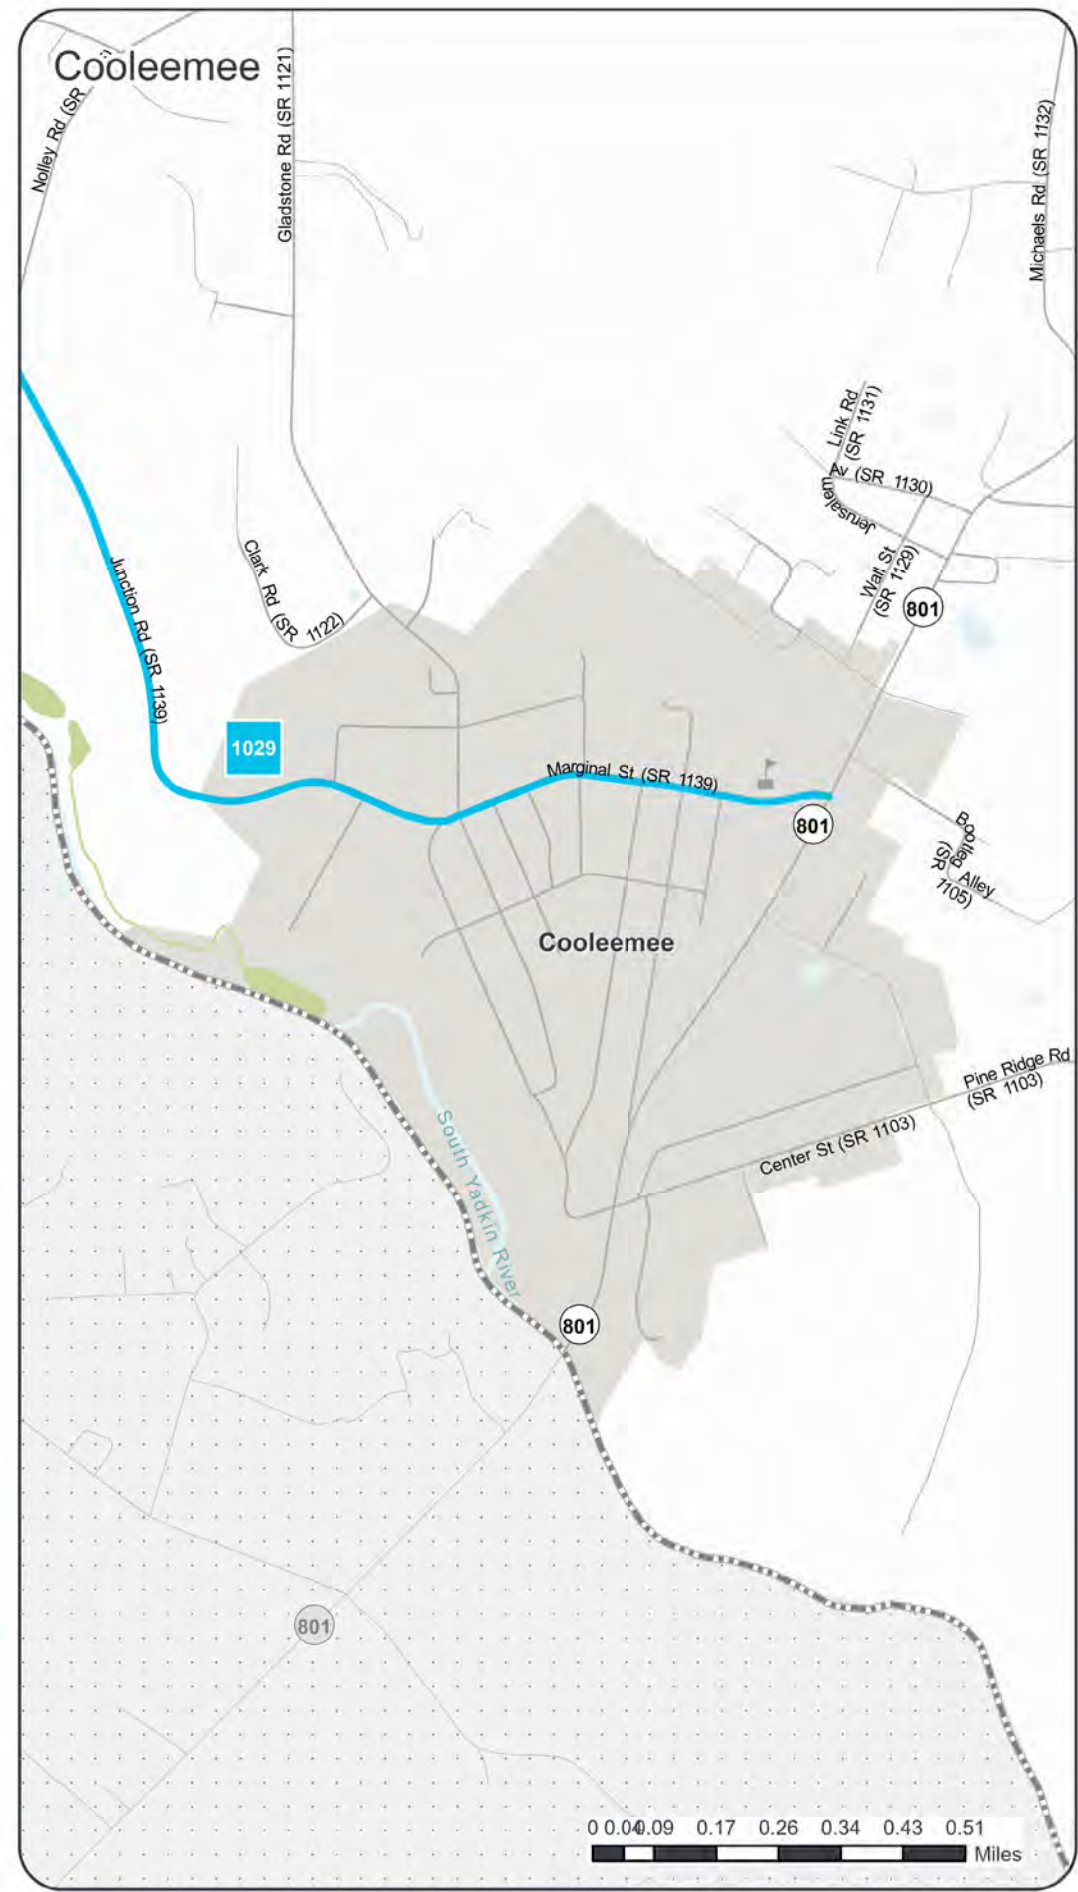 Cooleemee
Nolley Rd (SR
Gladstone Rd (SR 1121)
Michaels Rd (SR 1132)
Link Rd
(SR 1131)
Av (SR 1130)
Jerusalem
Wall St
(SR 1129)
801
Clark Rd (SR 1122)
Junction Rd (SR 1139)
1029
Marginal St (SR 1139)
801
Bootleg Alley
(SR 1105)
Cooleemee
Pine Ridge Rd
(SR 1103)
Center St (SR 1103)
South Yadkin River
801
801
0 0.04 0.09 0.17 0.26 0.34 0.43 0.51
Miles